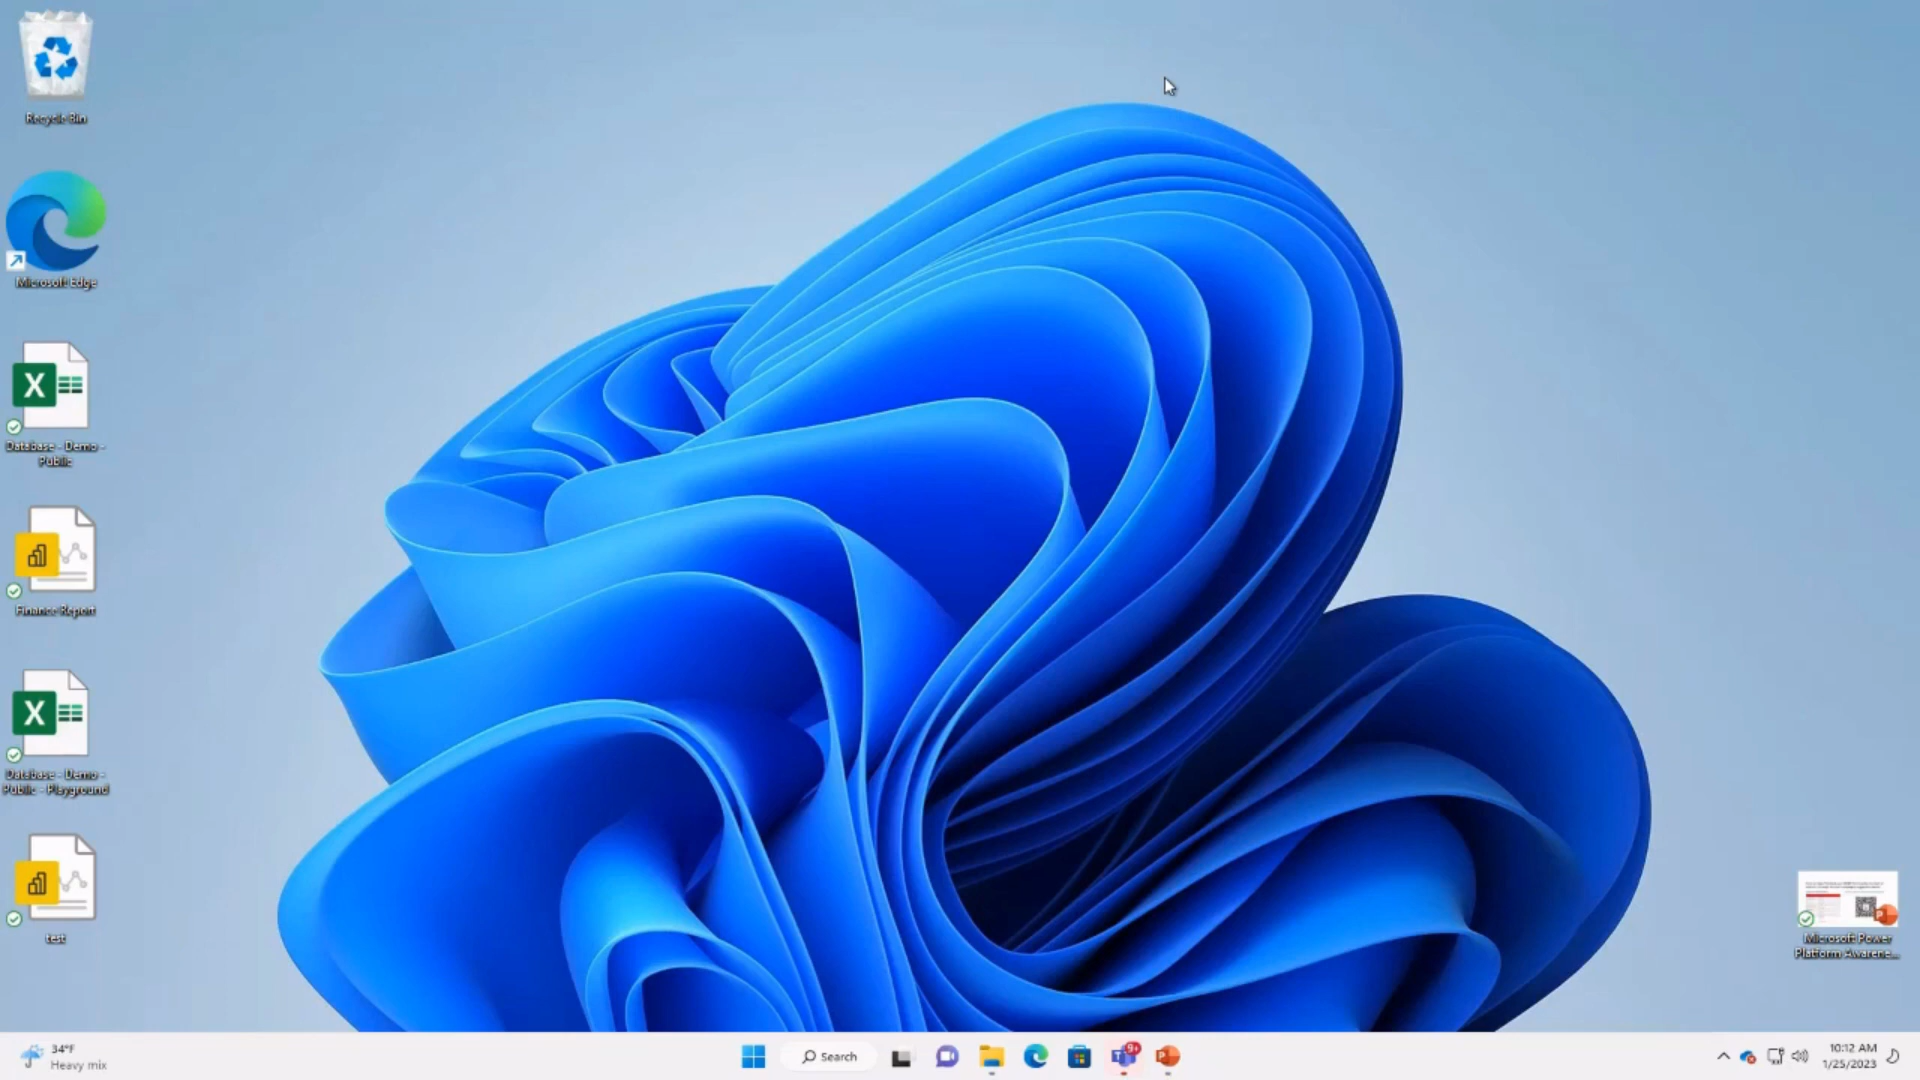 Recycle Bin
Microsoft Edge
Database - Demo -
Public
Finance Report
Database - Demo -
Public - Playground
test
Microsoft Power
Platform Awarene...
34°F
Heavy mix
Search
9+
10:12 AM
1/25/2023